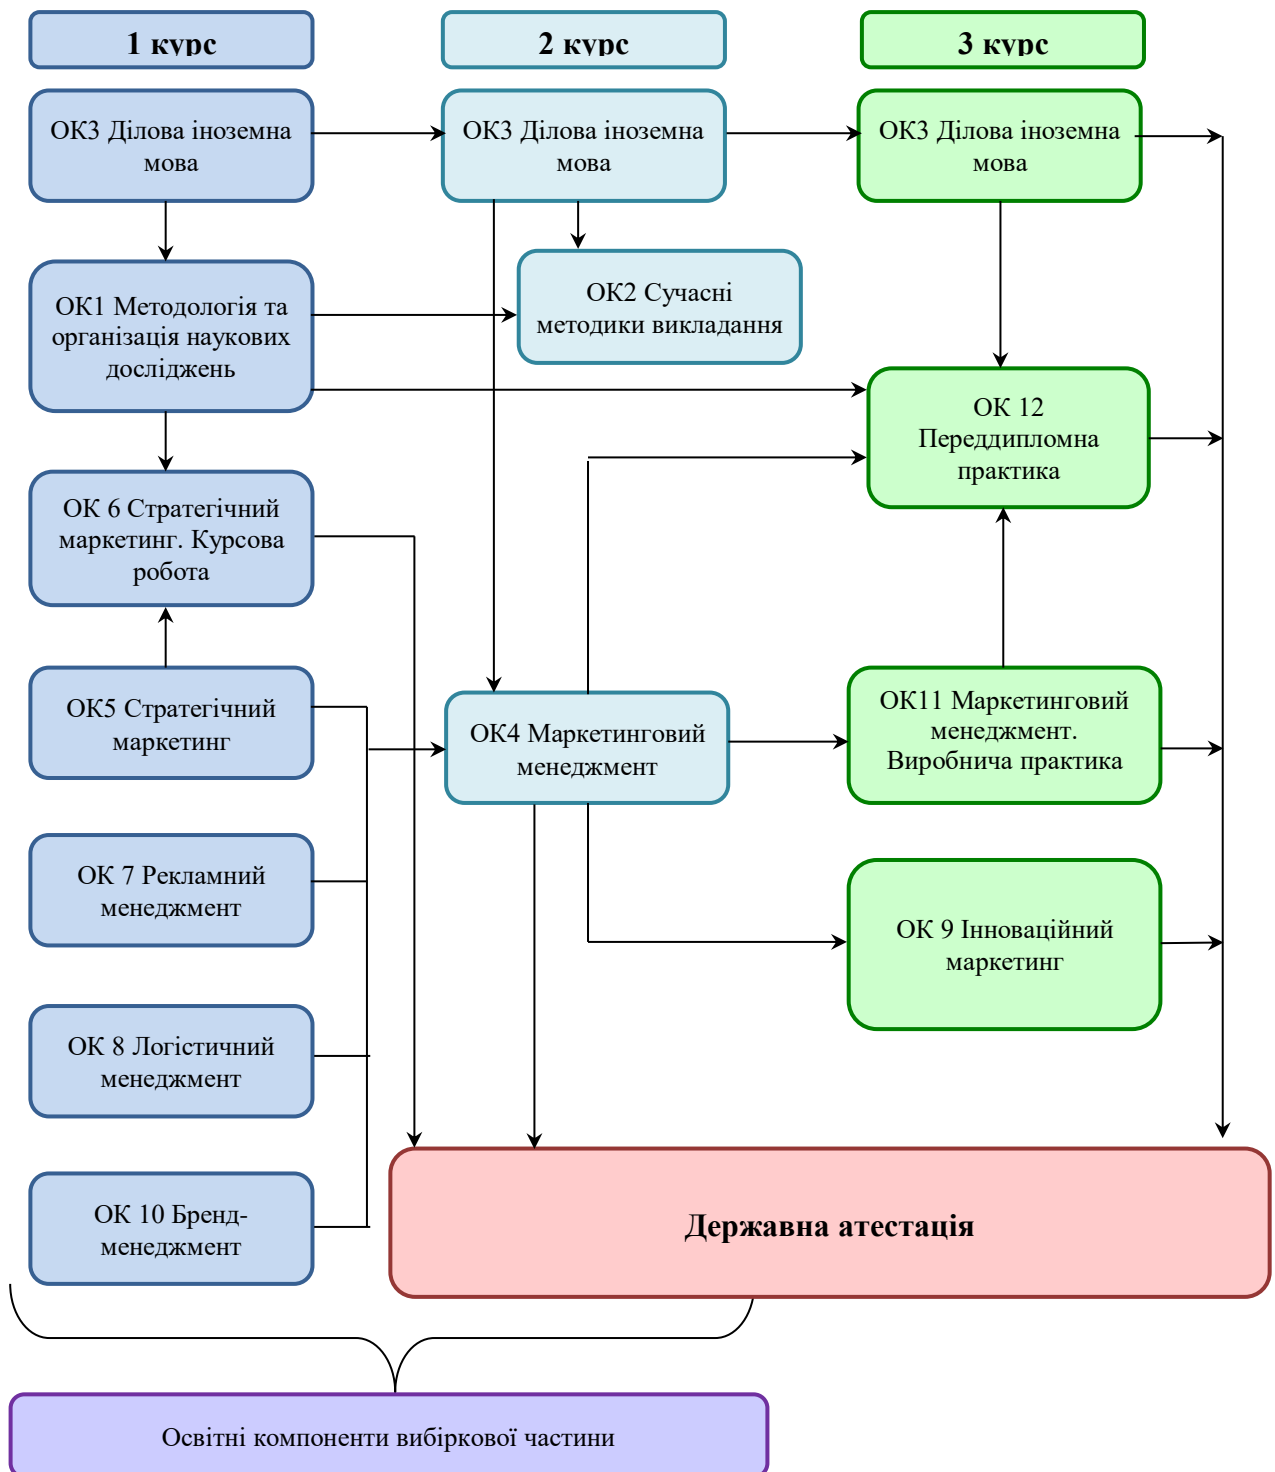 1 курс
2 курс
3 курс
ОК3 Ділова іноземна
мова
ОК3 Ділова іноземна
мова
ОК3 Ділова іноземна
мова
ОК1 Методологія та
організація наукових
досліджень
ОК2 Сучасні
методики викладання
ОК 12
Переддипломна
практика
ОК 6 Стратегічний
маркетинг. Курсова
робота
ОК5 Стратегічний
маркетинг
ОК4 Маркетинговий
менеджмент
ОК11 Маркетинговий
менеджмент.
Виробнича практика
ОК 7 Рекламний
менеджмент
ОК 9 Інноваційний
маркетинг
ОК 8 Логістичний
менеджмент
ОК 10 Бренд-
менеджмент
Державна атестація
Освітні компоненти вибіркової частини